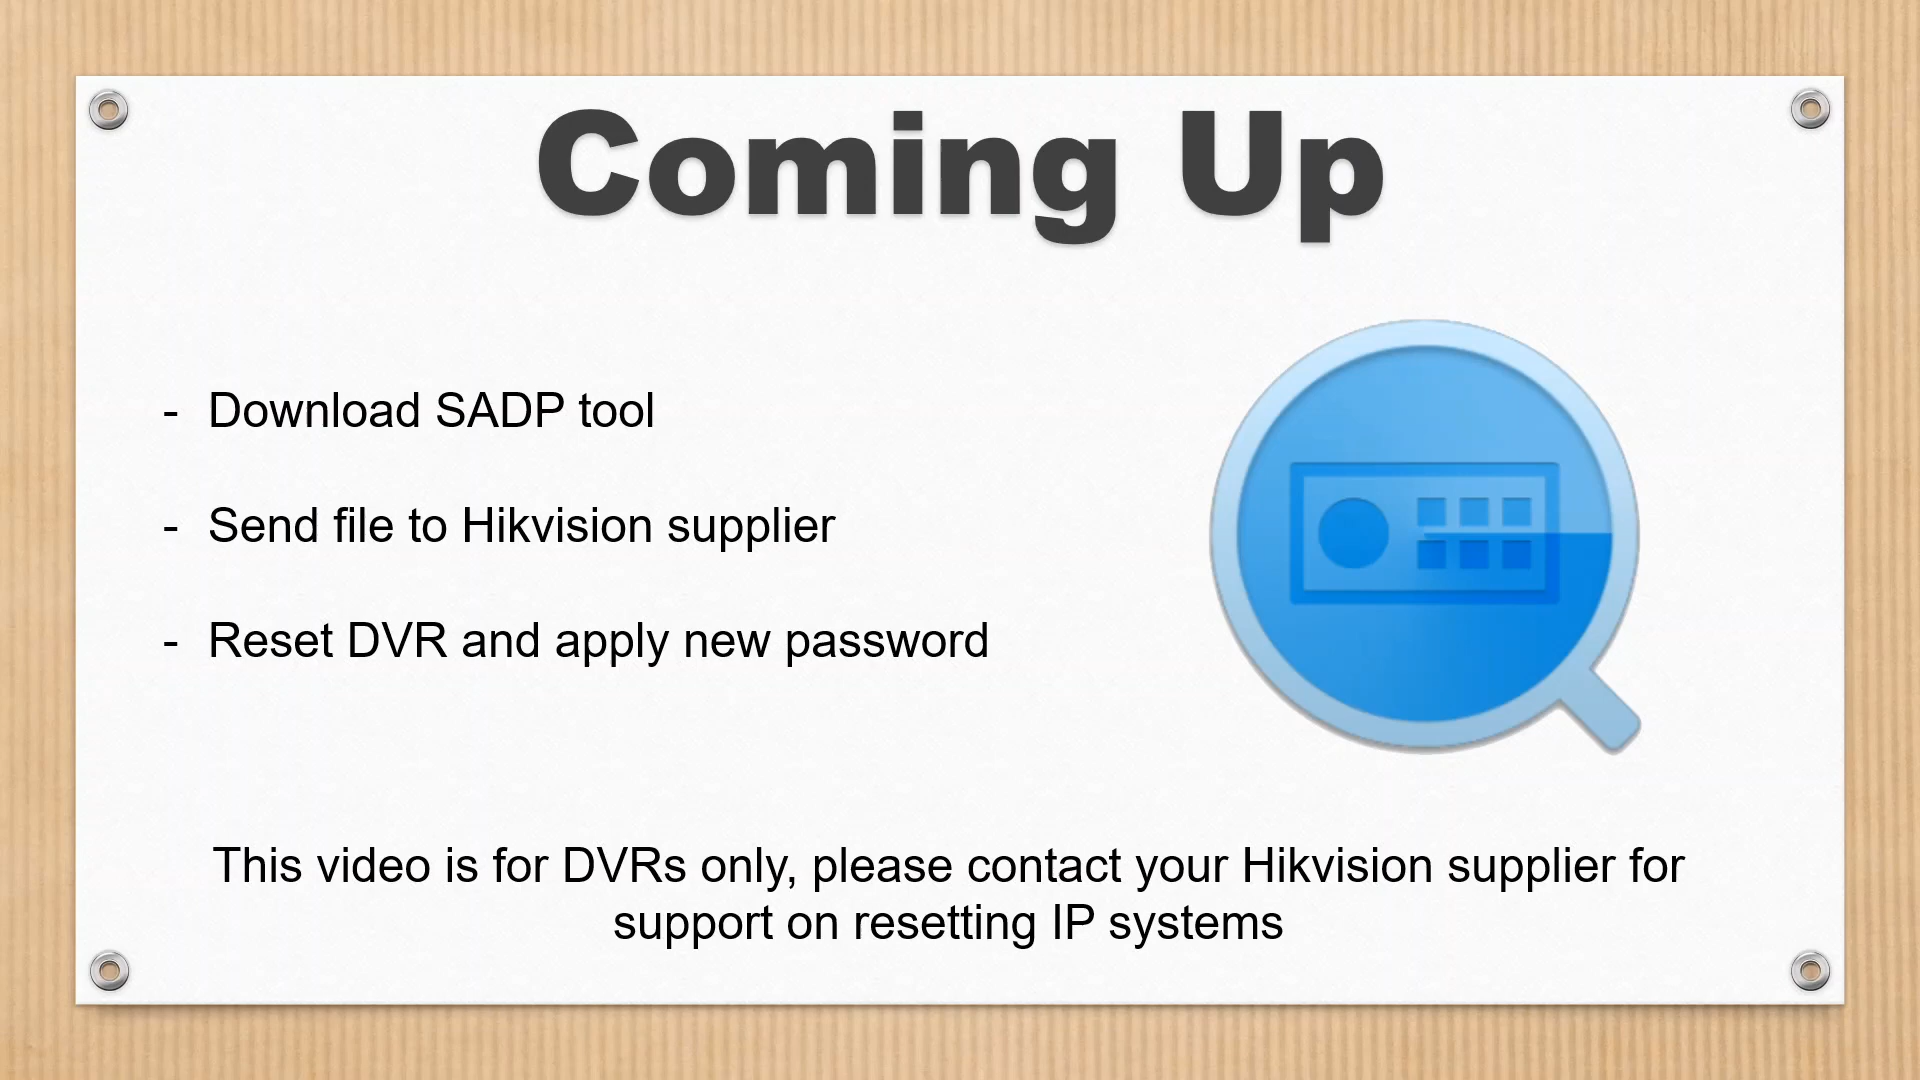 Coming Up
- Download SADP tool
- Send file to Hikvision supplier
- Reset DVR and apply new password
This video is for DVRs only, please contact your Hikvision supplier for
support on resetting IP systems